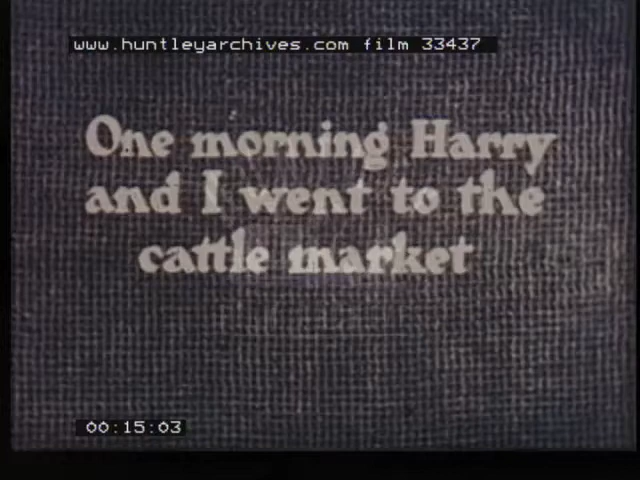 www.huntleyarchives.com film 33437
One morning Harry
and I went to the
cattle market
00:15:03